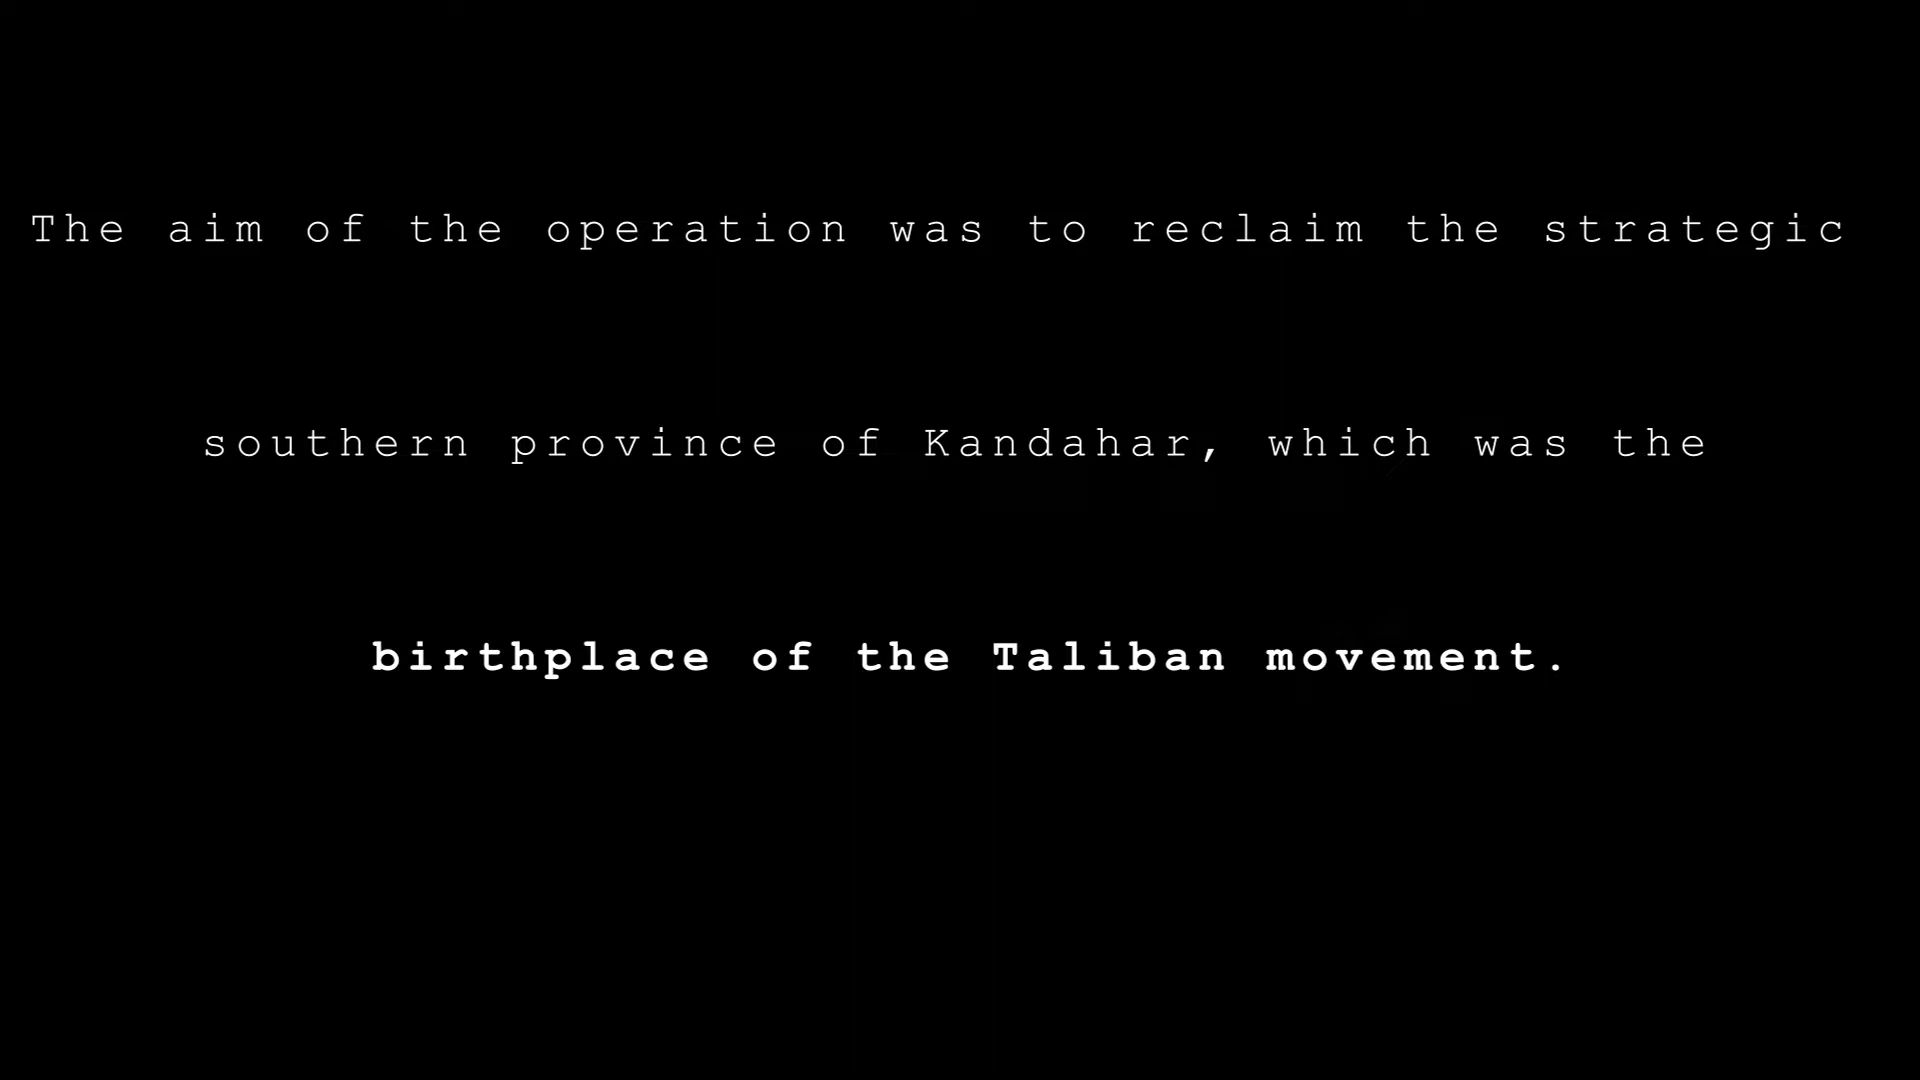 The aim of the operation was to reclaim the strategic
southern province of Kandahar, which was the
birthplace of the Taliban movement.